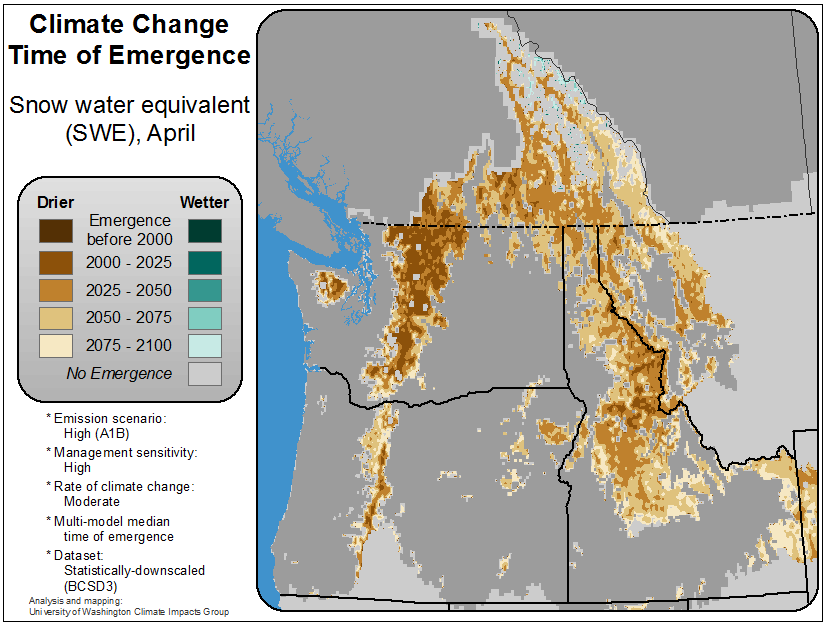 Climate Change
Time of Emergence
Snow water equivalent
(SWE), April
Drier
Wetter
Emergence
before 2000
2000 - 2025
2025 - 2050
2050 - 2075
2075 - 2100
No Emergence
* Emission scenario:
High (A1B)
* Management sensitivity:
High
* Rate of climate change:
Moderate
* Multi-model median
time of emergence
* Dataset:
Statistically-downscaled
(BCSD3)
Analysis and mapping:
University of Washington Climate Impacts Group